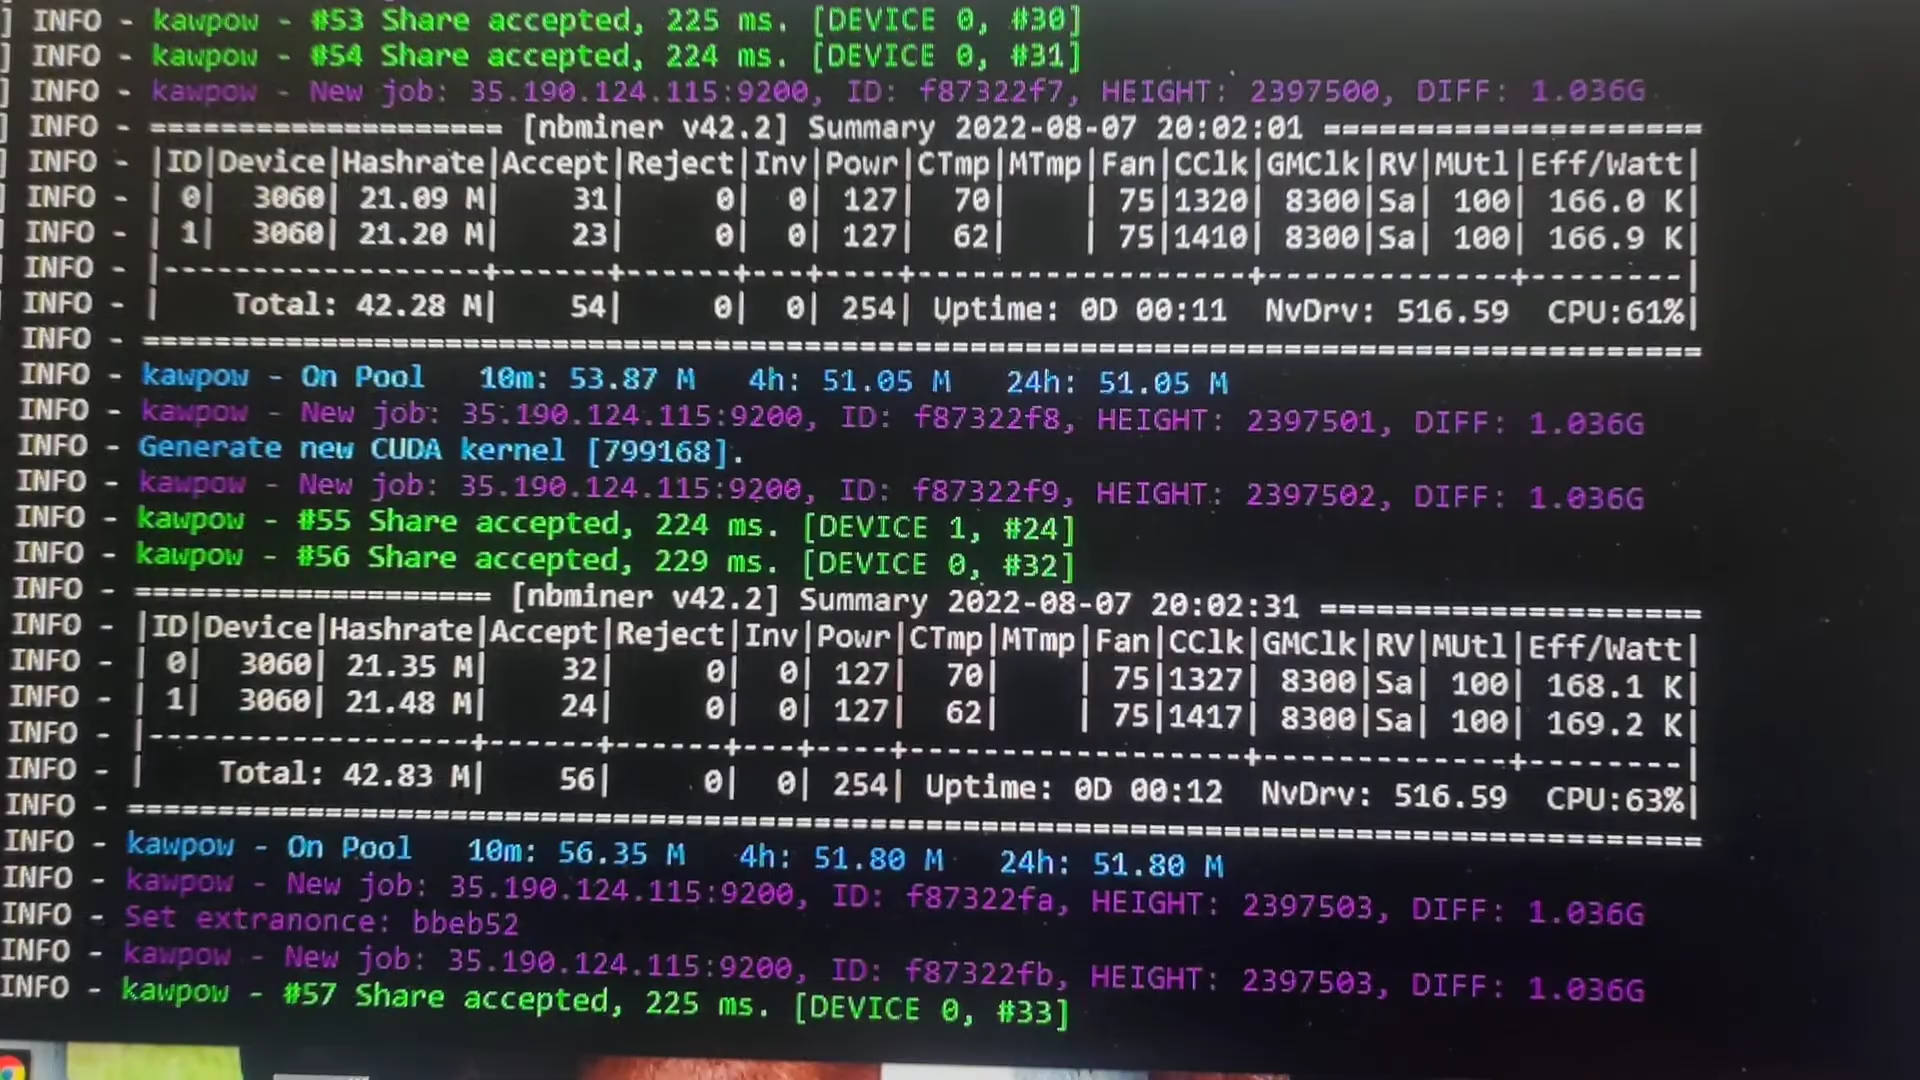 ] INFO - kawpow - #53 Share accepted, 225 ms. [DEVICE 0, #30]
] INFO - kawpow - #54 Share accepted, 224 ms. [DEVICE 0, #31]
] INFO - kawpow - New job: 35.190.124.115:9200, ID: f87322f7, HEIGHT: 2397500, DIFF: 1.036G
] INFO - ==================== [nbminer v42.2] Summary 2022-08-07 20:02:01 =====================
] INFO - |ID|Device|Hashrate|Accept|Reject|Inv|Powr|CTmp|MTmp|Fan|CClk|GMClk|RV|MUtl|Eff/Watt|
] INFO - | 0|  3060| 21.09 M|    31|     0|  0| 127|  70|    | 75|1320| 8300|Sa| 100| 166.0 K|
] INFO - | 1|  3060| 21.20 M|    23|     0|  0| 127|  62|    | 75|1410| 8300|Sa| 100| 166.9 K|
] INFO - |------------------+------+------+---+----+-------------------+--------------+--------|
INFO - |    Total: 42.28 M|    54|     0|  0| 254| Uptime: 0D 00:11  NvDrv: 516.59  CPU:61%|
INFO - =======================================================================================
INFO - kawpow - On Pool   10m: 53.87 M   4h: 51.05 M   24h: 51.05 M
INFO - kawpow - New job: 35.190.124.115:9200, ID: f87322f8, HEIGHT: 2397501, DIFF: 1.036G
INFO - Generate new CUDA kernel [799168].
INFO - kawpow - New job: 35.190.124.115:9200, ID: f87322f9, HEIGHT: 2397502, DIFF: 1.036G
INFO - kawpow - #55 Share accepted, 224 ms. [DEVICE 1, #24]
INFO - kawpow - #56 Share accepted, 229 ms. [DEVICE 0, #32]
INFO - ==================== [nbminer v42.2] Summary 2022-08-07 20:02:31 =====================
INFO - |ID|Device|Hashrate|Accept|Reject|Inv|Powr|CTmp|MTmp|Fan|CClk|GMClk|RV|MUtl|Eff/Watt|
INFO - | 0|  3060| 21.35 M|    32|     0|  0| 127|  70|    | 75|1327| 8300|Sa| 100| 168.1 K|
INFO - | 1|  3060| 21.48 M|    24|     0|  0| 127|  62|    | 75|1417| 8300|Sa| 100| 169.2 K|
INFO - |------------------+------+------+---+----+-------------------+--------------+--------|
INFO - |    Total: 42.83 M|    56|     0|  0| 254| Uptime: 0D 00:12  NvDrv: 516.59  CPU:63%|
INFO - =======================================================================================
INFO - kawpow - On Pool   10m: 56.35 M   4h: 51.80 M   24h: 51.80 M
INFO - kawpow - New job: 35.190.124.115:9200, ID: f87322fa, HEIGHT: 2397503, DIFF: 1.036G
INFO - Set extranonce: bbeb52
INFO - kawpow - New job: 35.190.124.115:9200, ID: f87322fb, HEIGHT: 2397503, DIFF: 1.036G
INFO - kawpow - #57 Share accepted, 225 ms. [DEVICE 0, #33]